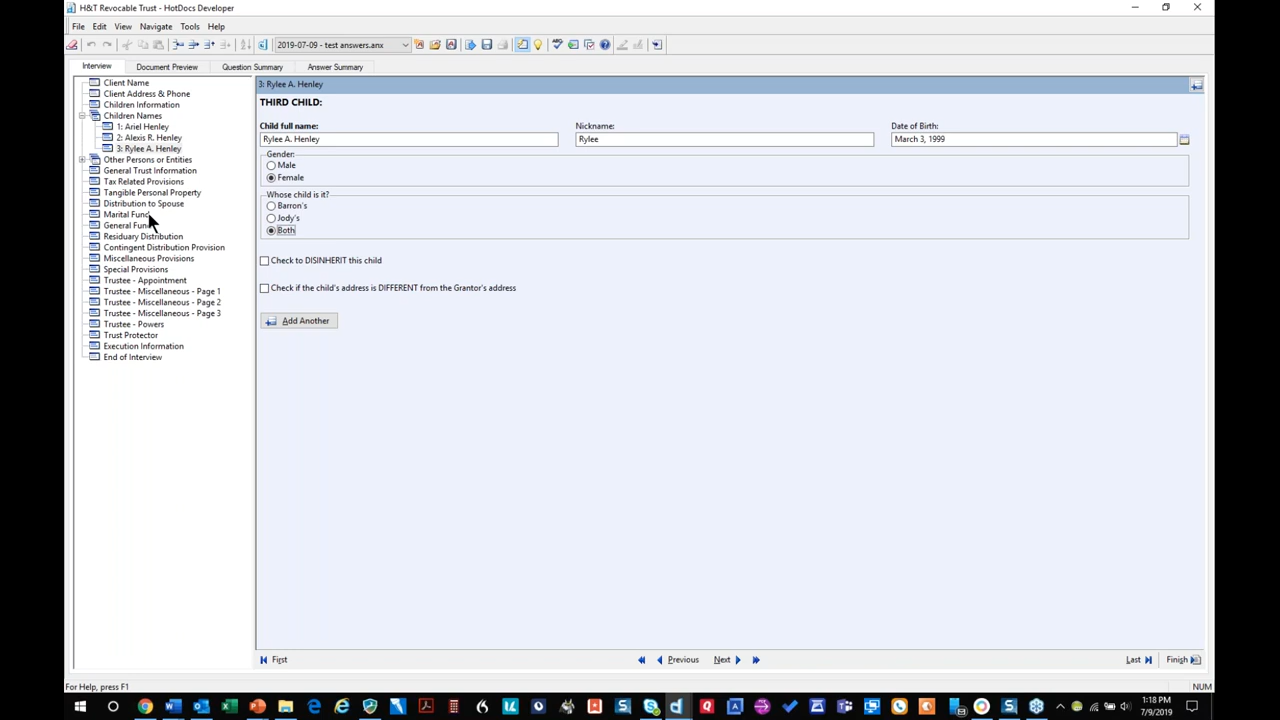 H&T Revocable Trust - HotDocs Developer
File Edit View Navigate Tools Help
2019-07-09 - test answers.anx
Interview Document Preview Question Summary Answer Summary
Client Name
Client Address & Phone
Children Information
Children Names
1: Ariel Henley
2: Alexis R. Henley
3: Rylee A. Henley
Other Persons or Entities
General Trust Information
Tax Related Provisions
Tangible Personal Property
Distribution to Spouse
Marital Fund
General Fund
Residuary Distribution
Contingent Distribution Provision
Miscellaneous Provisions
Special Provisions
Trustee - Appointment
Trustee - Miscellaneous - Page 1
Trustee - Miscellaneous - Page 2
Trustee - Miscellaneous - Page 3
Trustee - Powers
Trust Protector
Execution Information
End of Interview
3: Rylee A. Henley
THIRD CHILD:
Child full name: Nickname: Date of Birth:
Rylee A. Henley Rylee March 3, 1999
Gender:
Male
Female
Whose child is it?
Barron's
Jody's
Both
Check to DISINHERIT this child
Check if the child's address is DIFFERENT from the Grantor's address
Add Another
First Previous Next Last Finish
For Help, press F1 NUM
1:18 PM
7/9/2019